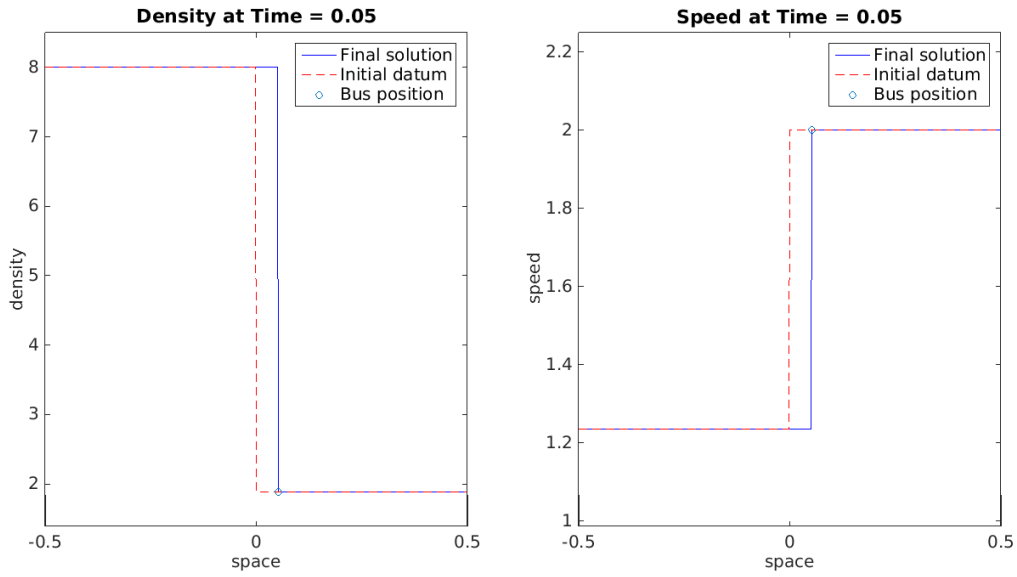 Density at Time = 0.05
8
7
6
5
4
3
2
density
-0.5
0
0.5
space
Final solution
Initial datum
Bus position
Speed at Time = 0.05
2.2
2
1.8
1.6
1.4
1.2
1
speed
-0.5
0
0.5
space
Final solution
Initial datum
Bus position